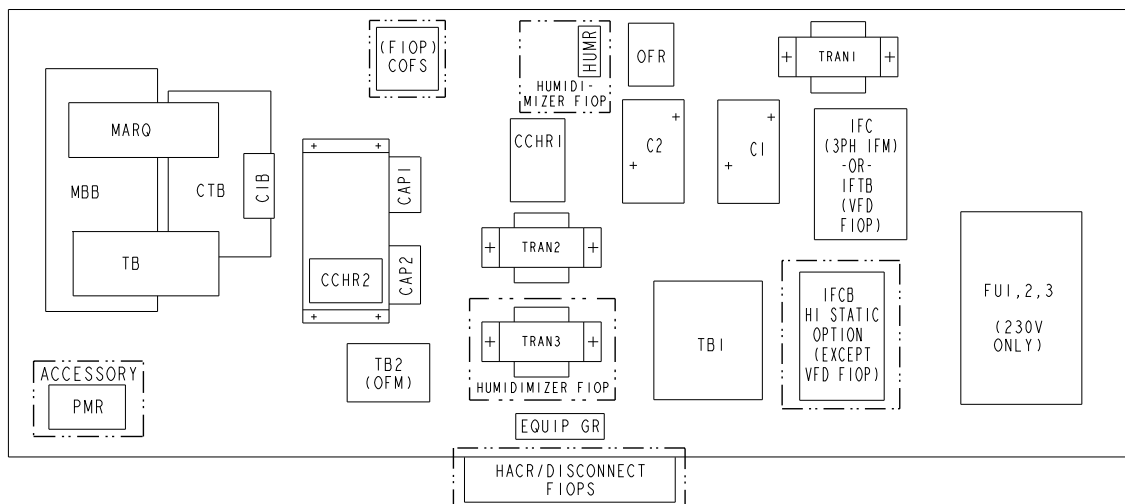 (FIOP)
COFS
HUMR
HUMIDI-
MIZER FIOP
OFR
TRAN1
MARQ
MBB
CTB
CIB
TB
CAP1
CAP2
CCHR2
CCHR1
C2
C1
IFC
(3PH IFM)
-OR-
IFTB
(VFD
FIOP)
TRAN2
TRAN3
HUMIDIMIZER FIOP
TB1
IFCB
HI STATIC
OPTION
(EXCEPT
VFD FIOP)
FU1,2,3
(230V
ONLY)
ACCESSORY
PMR
TB2
(OFM)
EQUIP GR
HACR/DISCONNECT
FIOPS